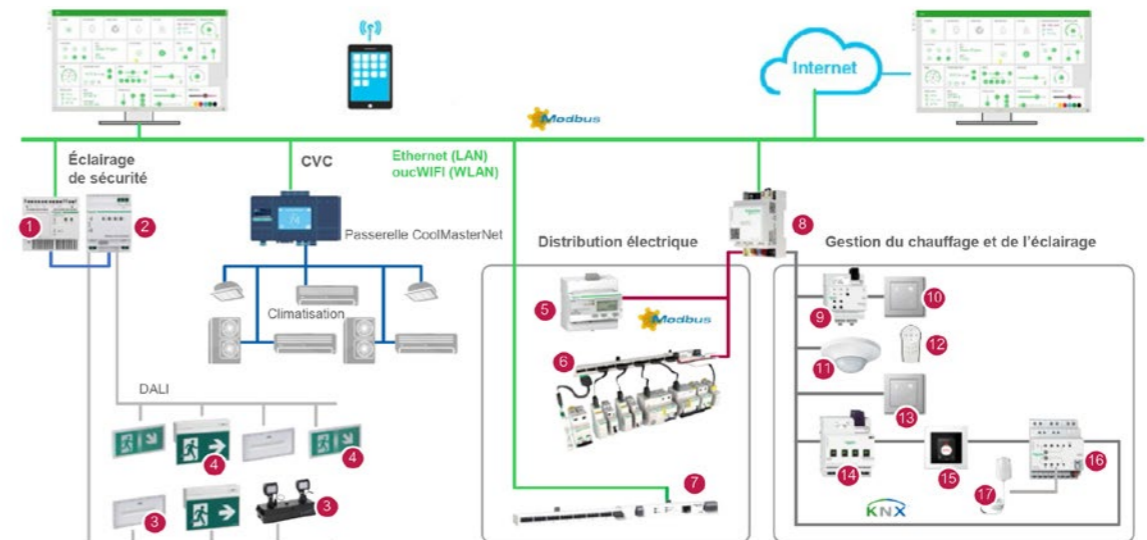 Internet
Modbus
Éclairage
de sécurité
CVC
Ethernet (LAN)
oucWIFI (WLAN)
1
2
8
Passerelle CoolMasterNet
Distribution électrique
Gestion du chauffage et de l'éclairage
5
Modbus
9
10
Climatisation
6
11
12
DALI
13
4
4
7
14
15
16
17
3
3
KNX